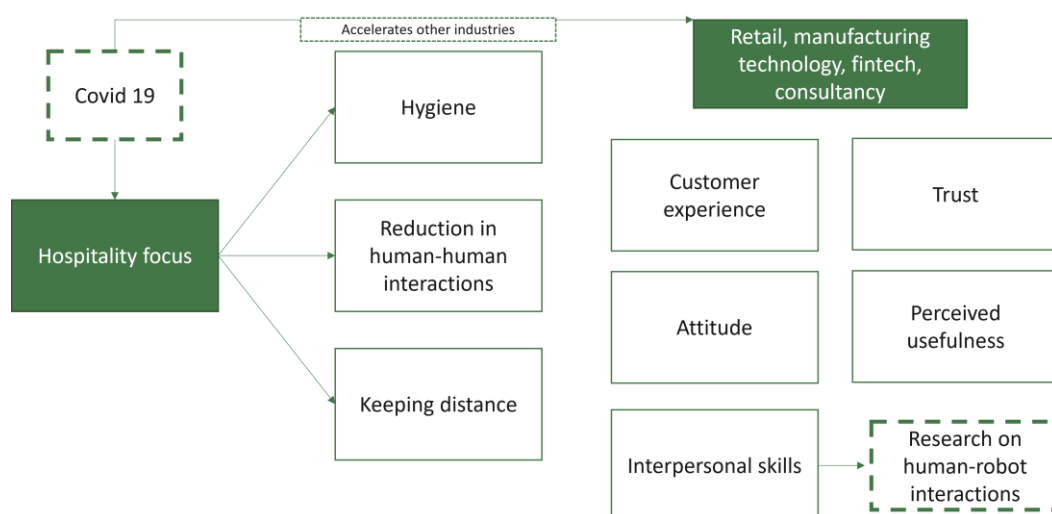 Accelerates other industries
Retail, manufacturing
technology, fintech,
consultancy
Covid 19
Hygiene
Customer
experience
Trust
Hospitality focus
Reduction in
human-human
interactions
Attitude
Perceived
usefulness
Keeping distance
Interpersonal skills
Research on
human-robot
interactions